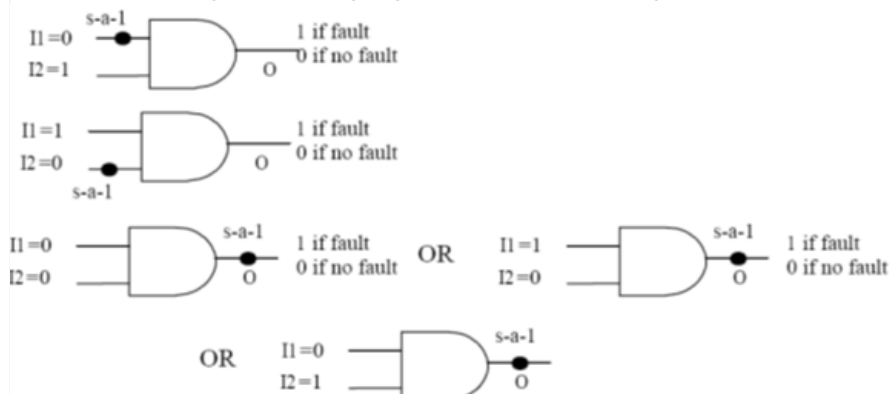 s-a-1
I1=0
1 if fault
0 if no fault
I2=1
O
I1=1
1 if fault
0 if no fault
I2=0
O
s-a-1
s-a-1
I1=0
1 if fault
0 if no fault
I2=0
O
OR
s-a-1
I1=1
1 if fault
0 if no fault
I2=0
O
OR
s-a-1
I1=0
I2=1
O